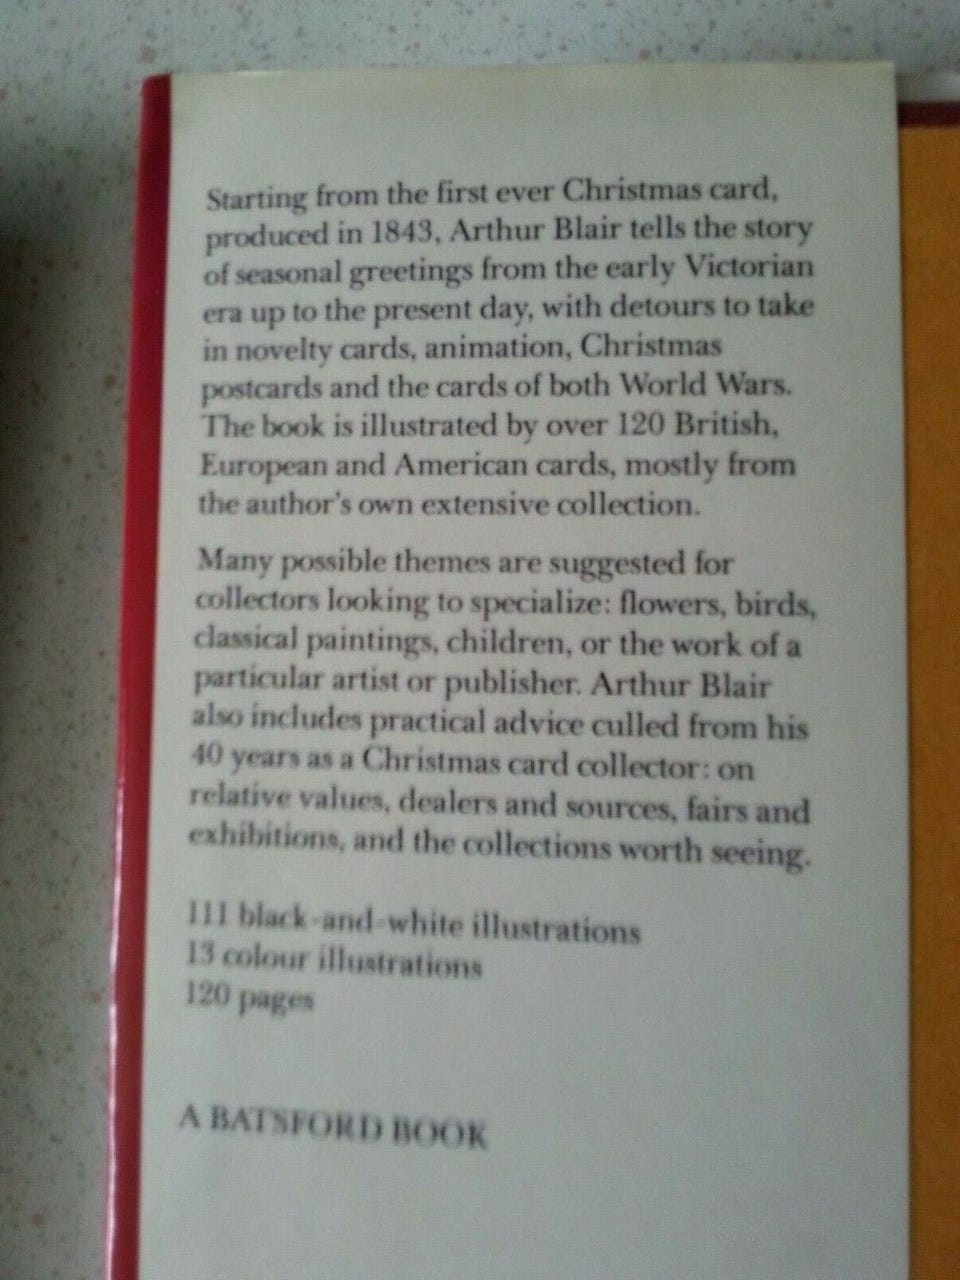 Starting from the first ever Christmas card,
produced in 1843, Arthur Blair tells the story
of seasonal greetings from the early Victorian
era up to the present day, with detours to take
in novelty cards, animation, Christmas
postcards and the cards of both World Wars.
The book is illustrated by over 120 British,
European and American cards, mostly from
the author's own extensive collection.
Many possible themes are suggested for
collectors looking to specialize: flowers, birds,
classical paintings, children, or the work of a
particular artist or publisher. Arthur Blair
also includes practical advice culled from his
40 years as a Christmas card collector: on
relative values, dealers and sources, fairs and
exhibitions, and the collections worth seeing.
111 black-and-white illustrations
13 colour illustrations
120 pages
A BATSFORD BOOK